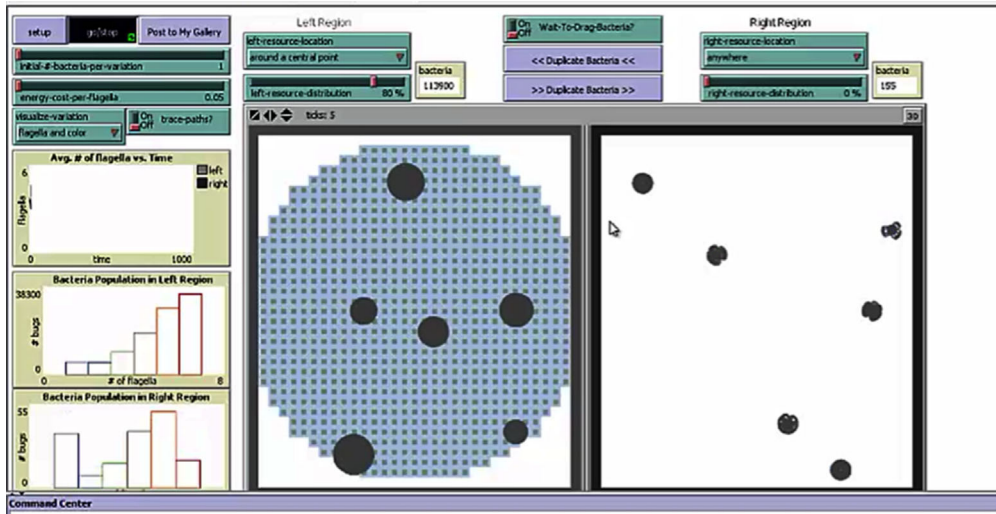 Left Region
Right Region
setup
go/stop
Post to My Gallery
initial-#-bacteria-per-variation 1
energy-cost-per-flagella 0.05
visualize-variation
flagella and color
On
Off
trace-paths?
left-resource-location
around a central point
left-resource-distribution 80 %
bacteria
113900
On
Off
Wait-To-Drag-Bacteria?
<< Duplicate Bacteria <<
>> Duplicate Bacteria >>
right-resource-location
anywhere
right-resource-distribution 0 %
bacteria
155
ticks: 5
3D
Avg. # of flagella vs. Time
6
flagella
0
0
time
1000
left
right
Bacteria Population in Left Region
38300
# bugs
0
0
# of flagella
8
Bacteria Population in Right Region
55
# bugs
0
Command Center